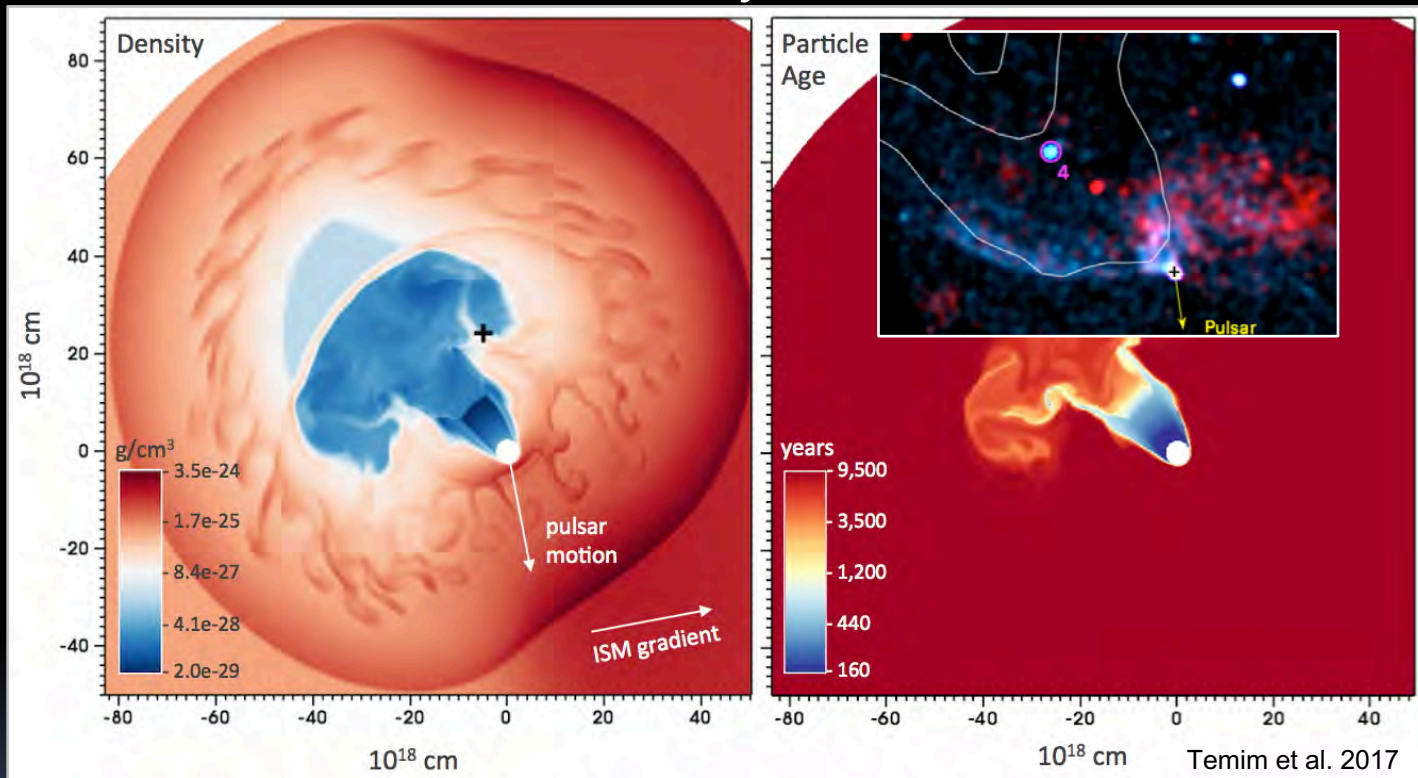 Density
80
60
40
20
0
-20
-40
10¹⁸ cm
g/cm³
3.5e-24
1.7e-25
8.4e-27
4.1e-28
2.0e-29
+
pulsar
motion
ISM gradient
-80
-60
-40
-20
0
20
40
10¹⁸ cm
Particle
Age
4
+
Pulsar
years
9,500
3,500
1,200
440
160
-80
-60
-40
-20
0
20
40
10¹⁸ cm
Temim et al. 2017